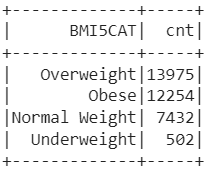 +-------------+-----+
|      BMI5CAT|  cnt|
+-------------+-----+
|   Overweight|13975|
|        Obese|12254|
|Normal Weight| 7432|
|  Underweight|  502|
+-------------+-----+